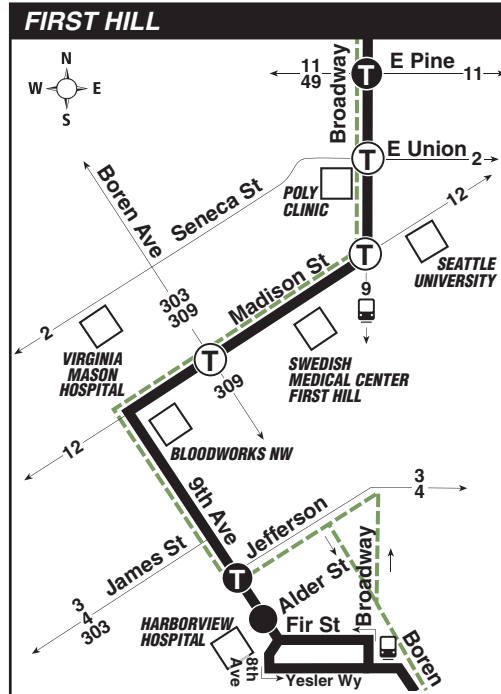 FIRST HILL
N
W E
S
11
49
Broadway
T
E Pine
11
T
E Union
2
POLY
CLINIC
Boren Ave
Seneca St
12
T
SEATTLE
UNIVERSITY
9
Madison St
303
309
2
VIRGINIA
MASON
HOSPITAL
T
SWEDISH
MEDICAL CENTER
FIRST HILL
309
12
BLOODWORKS NW
9th Ave
Jefferson
3
4
James St
T
Alder St
Broadway
3
4
303
HARBORVIEW
HOSPITAL
Fir St
8th
Ave
Yesler Wy
Boren